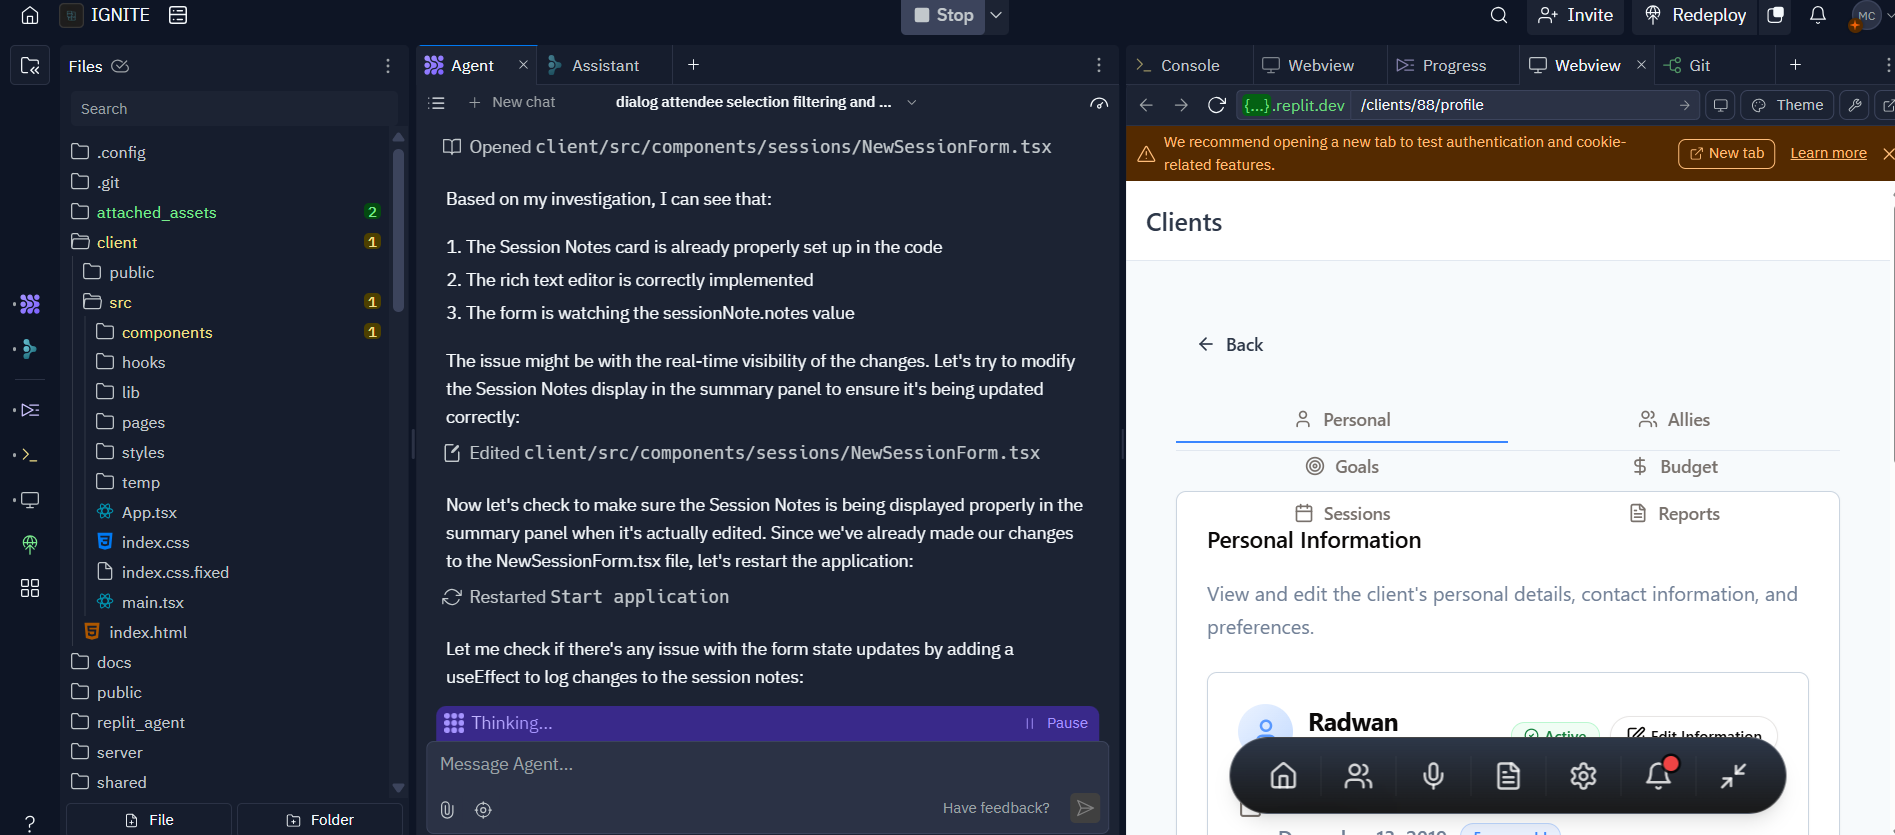 IGNITE
Stop
Invite
Redeploy
MC
Files
Search
.config
.git
attached_assets 2
client 1
public
src 1
components 1
hooks
lib
pages
styles
temp
App.tsx
index.css
index.css.fixed
main.tsx
index.html
docs
public
replit_agent
server
shared
File
Folder
Agent
Assistant
New chat
dialog attendee selection filtering and ...
Opened client/src/components/sessions/NewSessionForm.tsx
Based on my investigation, I can see that:
1. The Session Notes card is already properly set up in the code
2. The rich text editor is correctly implemented
3. The form is watching the sessionNote.notes value
The issue might be with the real-time visibility of the changes. Let's try to modify
the Session Notes display in the summary panel to ensure it's being updated
correctly:
Edited client/src/components/sessions/NewSessionForm.tsx
Now let's check to make sure the Session Notes is being displayed properly in the
summary panel when it's actually edited. Since we've already made our changes
to the NewSessionForm.tsx file, let's restart the application:
Restarted Start application
Let me check if there's any issue with the form state updates by adding a
useEffect to log changes to the session notes:
Thinking...
Pause
Message Agent...
Have feedback?
Console
Webview
Progress
Webview
Git
{...}.replit.dev
/clients/88/profile
Theme
We recommend opening a new tab to test authentication and cookie-
related features.
New tab
Learn more
Clients
Back
Personal
Allies
Goals
Budget
Sessions
Reports
Personal Information
View and edit the client's personal details, contact information, and
preferences.
Radwan
Active
Edit Information